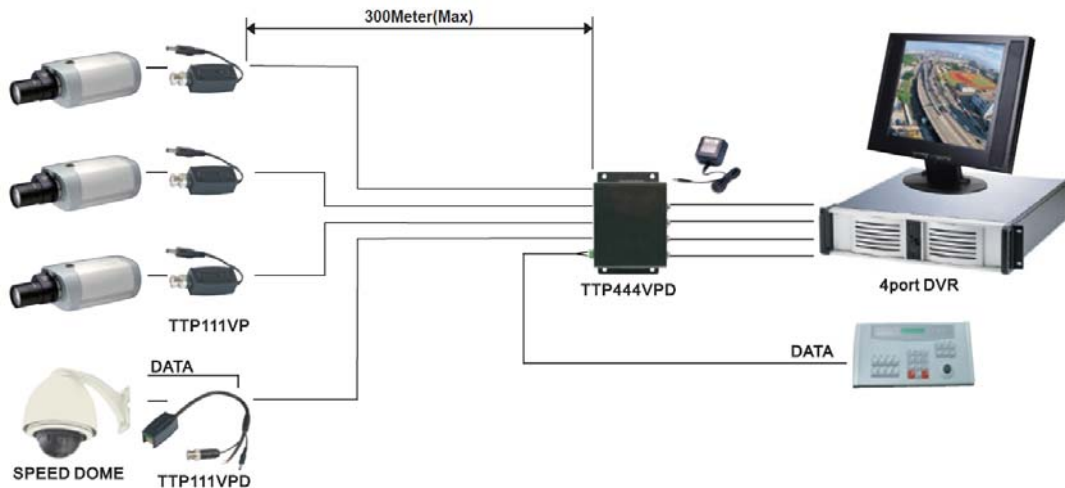 300Meter(Max)
TTP444VPD
4port DVR
TTP111VP
DATA
DATA
SPEED DOME
TTP111VPD